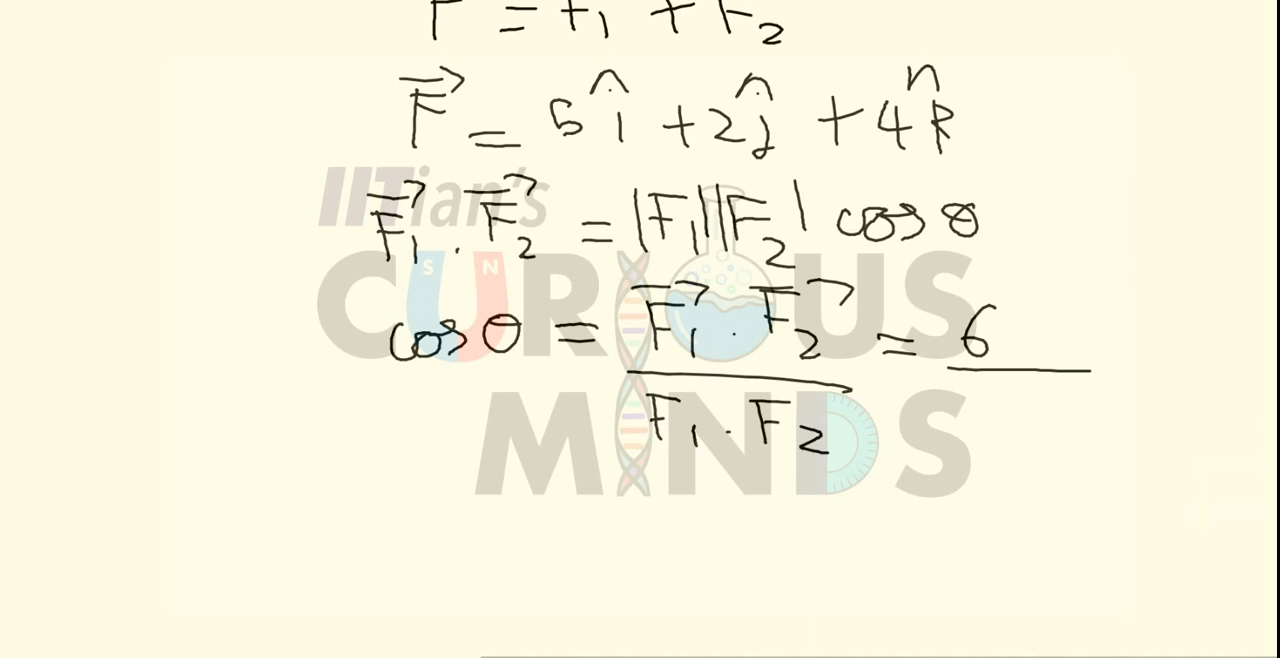 F = F₁ + F₂
F⃗ = 5î + 2ĵ + 4k̂
IITian's
F⃗₁ . F⃗₂ = |F₁||F₂| cos θ
CURIOUS
S N
cos θ = F⃗₁ . F⃗₂ / F₁ . F₂ = 6
MINDS